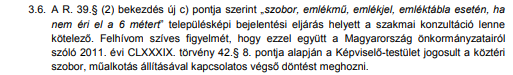 3.6. A R. 39.§ (2) bekezdés új c) pontja szerint „szobor, emlékmű, emlékjel, emléktábla esetén, ha
nem éri el a 6 métert” településképi bejelentési eljárás helyett a szakmai konzultáció lenne
kötelező. Felhívom szíves figyelmét, hogy ezzel együtt a Magyarország önkormányzatairól
szóló 2011. évi CLXXXIX. törvény 42.§ 8. pontja alapján a Képviselő-testület jogosult a köztéri
szobor, műalkotás állításával kapcsolatos végső döntést meghozni.